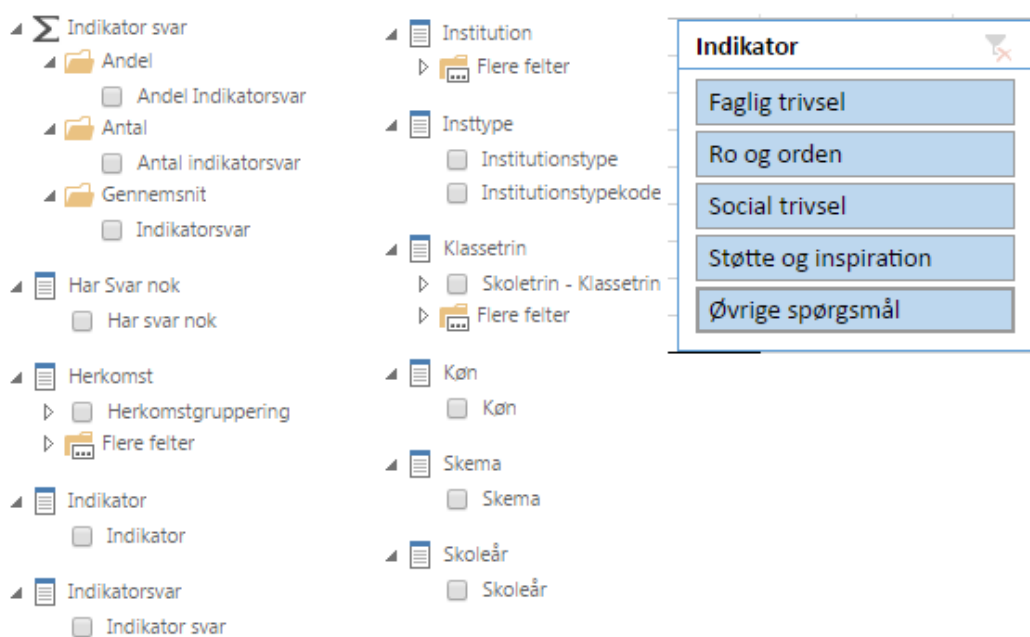 Indikator svar
Andel
Andel Indikatorsvar
Antal
Antal indikatorsvar
Gennemsnit
Indikatorsvar
Har Svar nok
Har svar nok
Herkomst
Herkomstgruppering
Flere felter
Indikator
Indikator
Indikatorsvar
Indikator svar
Institution
Flere felter
Insttype
Institutionstype
Institutionstypekode
Klassetrin
Skoletrin - Klassetrin
Flere felter
Køn
Køn
Skema
Skema
Skoleår
Skoleår
Indikator
Faglig trivsel
Ro og orden
Social trivsel
Støtte og inspiration
Øvrige spørgsmål